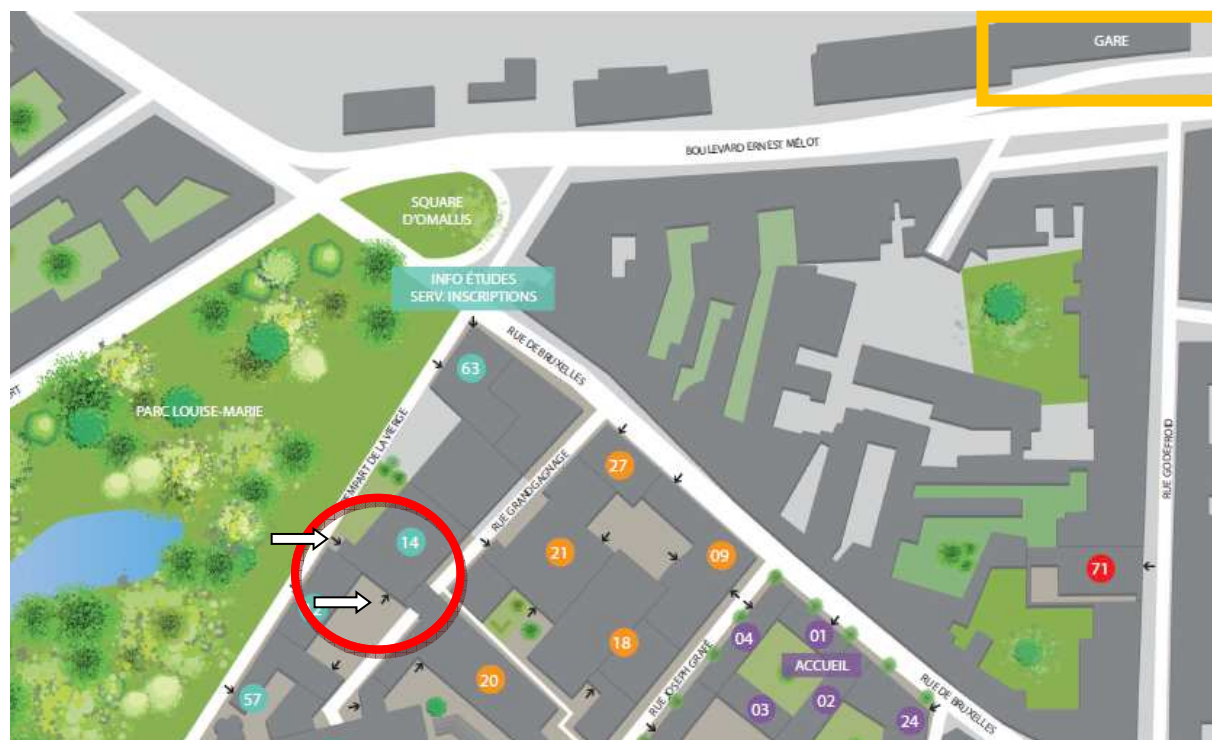 GARE
BOULEVARD ERNEST MÉLOT
SQUARE
D'OMALIUS
INFO ÉTUDES
SERV. INSCRIPTIONS
RUE DE BRUXELLES
63
PARC LOUISE-MARIE
EMPART DE LA VIERGE
RUE GRANDGAGNAGE
27
RUE GODEFROID
14
21
09
71
04
01
18
ACCUEIL
RUE JOSEPH GRAFÉ
20
57
03
02
24
RUE DE BRUXELLES